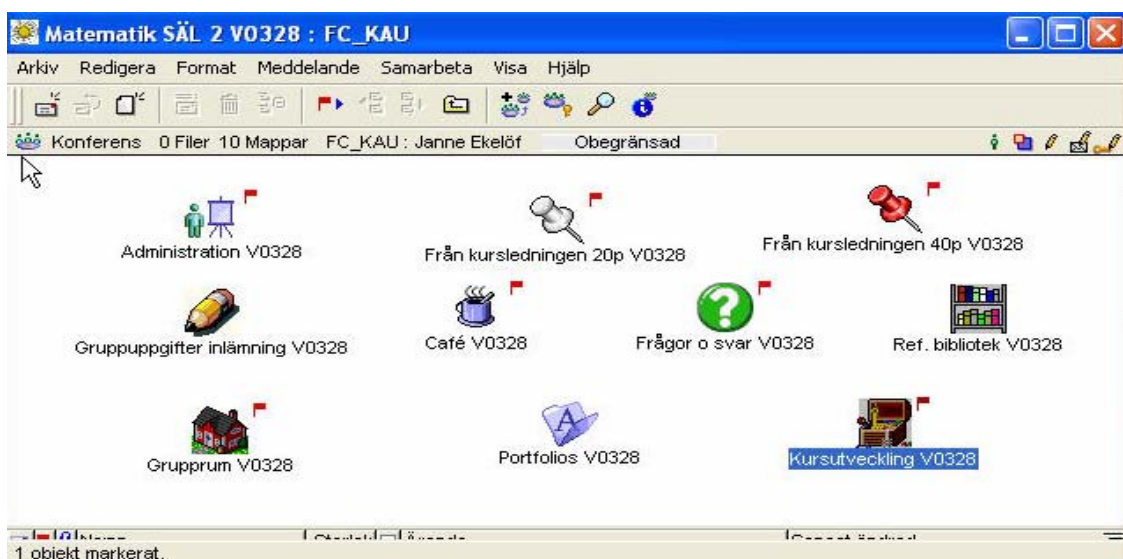 Matematik SÄL 2 V0328 : FC_KAU
Arkiv Redigera Format Meddelande Samarbeta Visa Hjälp
Konferens 0 Filer 10 Mappar FC_KAU : Janne Ekelöf Obegränsad
Administration V0328
Från kursledningen 20p V0328
Från kursledningen 40p V0328
Gruppuppgifter inlämning V0328
Café V0328
Frågor o svar V0328
Ref. bibliotek V0328
Grupprum V0328
Portfolios V0328
Kursutveckling V0328
1 objekt markerat.